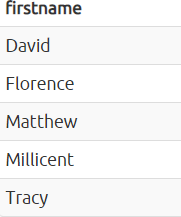 firstname
David
Florence
Matthew
Millicent
Tracy